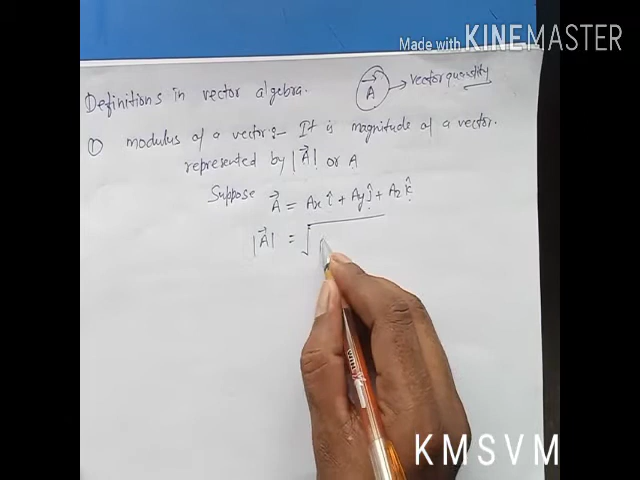 Made with KINEMASTER
Definitions in vector algebra.
A⃗ → vector quantity
① modulus of a vector:- It is magnitude of a vector.
represented by |A⃗| or A
Suppose A⃗ = Ax î + Ay ĵ + Az k̂
|A⃗| = √
KMSVM